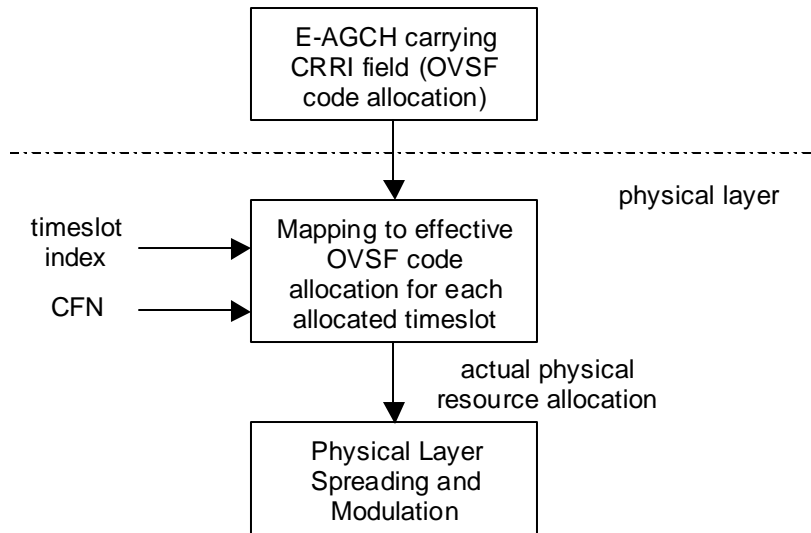 E-AGCH carrying
CRRI field (OVSF
code allocation)
physical layer
timeslot
index
CFN
Mapping to effective
OVSF code
allocation for each
allocated timeslot
actual physical
resource allocation
Physical Layer
Spreading and
Modulation